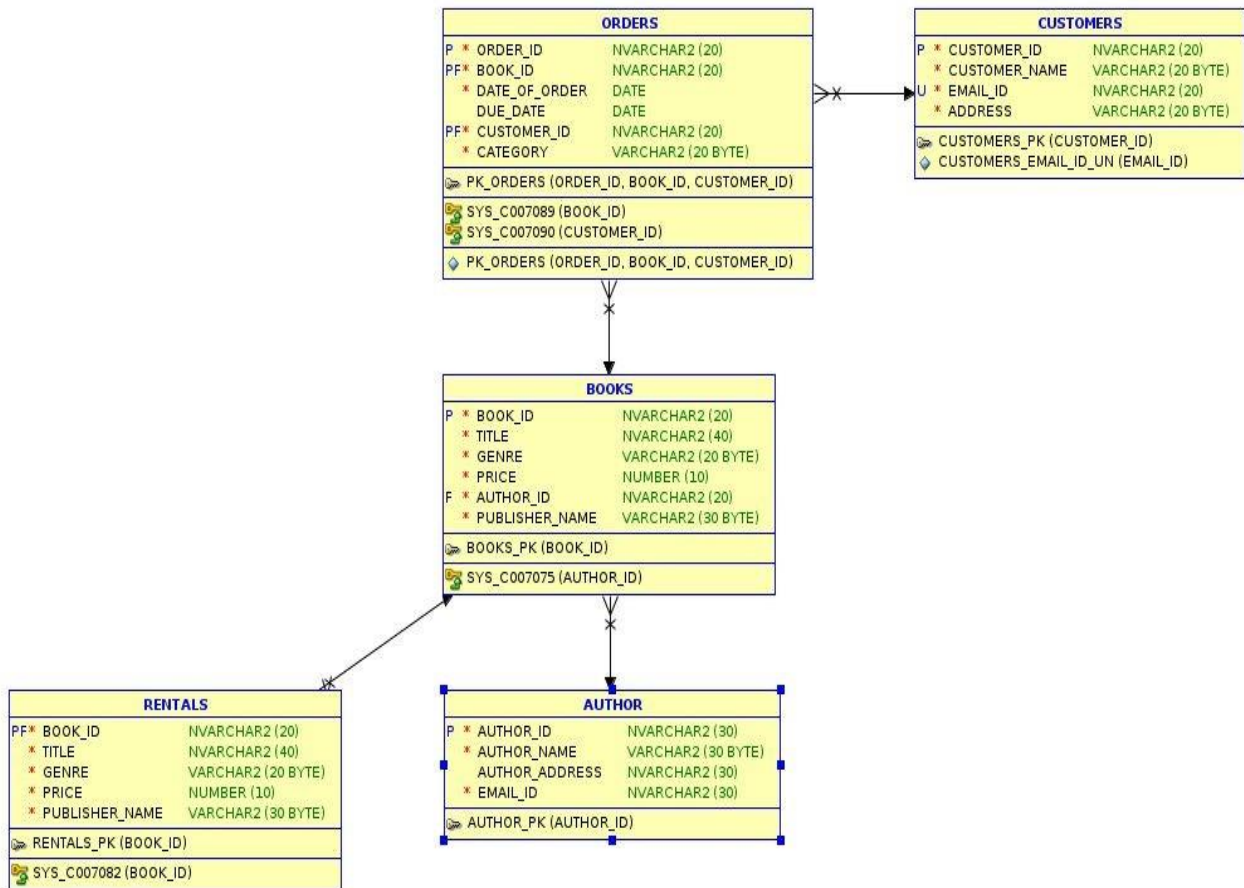 ORDERS
P * ORDER_ID NVARCHAR2 (20)
PF* BOOK_ID NVARCHAR2 (20)
* DATE_OF_ORDER DATE
DUE_DATE DATE
PF* CUSTOMER_ID NVARCHAR2 (20)
* CATEGORY VARCHAR2 (20 BYTE)
PK_ORDERS (ORDER_ID, BOOK_ID, CUSTOMER_ID)
SYS_C007089 (BOOK_ID)
SYS_C007090 (CUSTOMER_ID)
PK_ORDERS (ORDER_ID, BOOK_ID, CUSTOMER_ID)
CUSTOMERS
P * CUSTOMER_ID NVARCHAR2 (20)
* CUSTOMER_NAME VARCHAR2 (20 BYTE)
U * EMAIL_ID NVARCHAR2 (20)
* ADDRESS VARCHAR2 (20 BYTE)
CUSTOMERS_PK (CUSTOMER_ID)
CUSTOMERS_EMAIL_ID_UN (EMAIL_ID)
BOOKS
P * BOOK_ID NVARCHAR2 (20)
* TITLE NVARCHAR2 (40)
* GENRE VARCHAR2 (20 BYTE)
* PRICE NUMBER (10)
F * AUTHOR_ID NVARCHAR2 (20)
* PUBLISHER_NAME VARCHAR2 (30 BYTE)
BOOKS_PK (BOOK_ID)
SYS_C007075 (AUTHOR_ID)
RENTALS
PF* BOOK_ID NVARCHAR2 (20)
* TITLE NVARCHAR2 (40)
* GENRE VARCHAR2 (20 BYTE)
* PRICE NUMBER (10)
* PUBLISHER_NAME VARCHAR2 (30 BYTE)
RENTALS_PK (BOOK_ID)
SYS_C007082 (BOOK_ID)
AUTHOR
P * AUTHOR_ID NVARCHAR2 (30)
* AUTHOR_NAME VARCHAR2 (30 BYTE)
AUTHOR_ADDRESS NVARCHAR2 (30)
* EMAIL_ID NVARCHAR2 (30)
AUTHOR_PK (AUTHOR_ID)